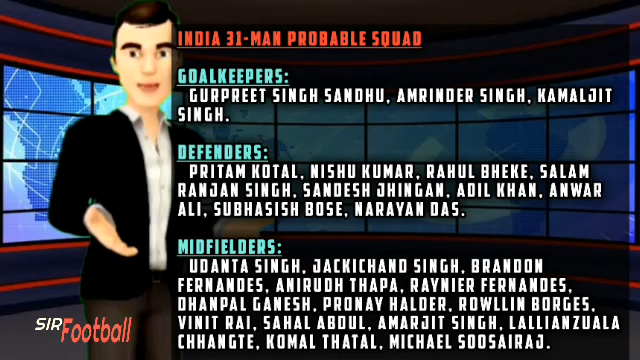 INDIA 31-MAN PROBABLE SQUAD
GOALKEEPERS:
GURPREET SINGH SANDHU, AMRINDER SINGH, KAMALJIT
SINGH.
DEFENDERS:
PRITAM KOTAL, NISHU KUMAR, RAHUL BHEKE, SALAM
RANJAN SINGH, SANDESH JHINGAN, ADIL KHAN, ANWAR
ALI, SUBHASISH BOSE, NARAYAN DAS.
MIDFIELDERS:
UDANTA SINGH, JACKICHAND SINGH, BRANDON
FERNANDES, ANIRUDH THAPA, RAYNIER FERNANDES,
DHANPAL GANESH, PRONAY HALDER, ROWLLIN BORGES,
VINIT RAI, SAHAL ABDUL, AMARJIT SINGH, LALLIANZUALA
CHHANGTE, KOMAL THATAL, MICHAEL SOOSAIRAJ.
SIR Football